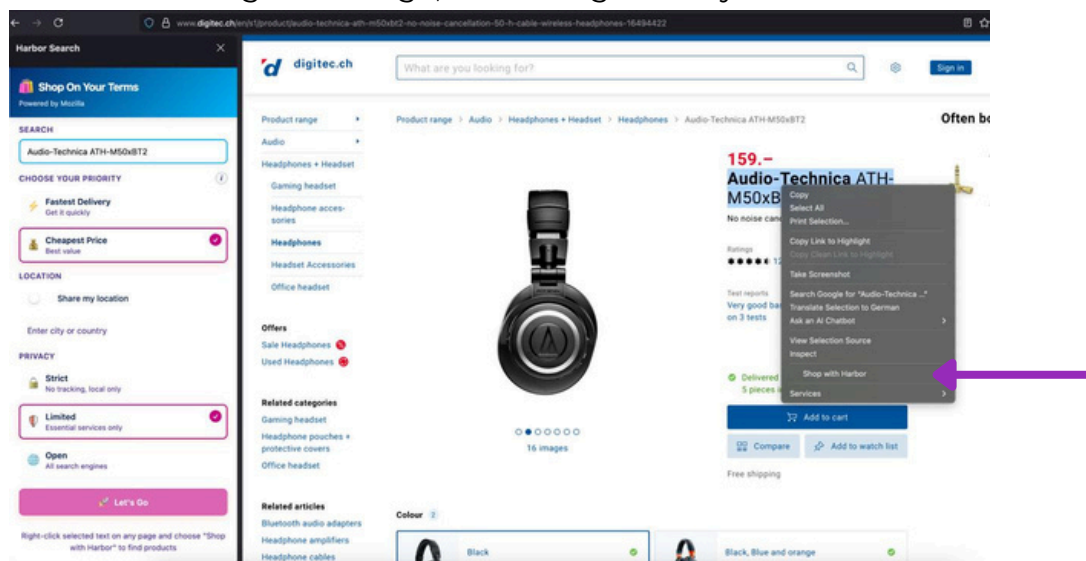 www.digitec.ch/en/s1/product/audio-technica-ath-m50xbt2-no-noise-cancellation-50-h-cable-wireless-headphones-16494422
Harbor Search
Shop On Your Terms
Powered by Mozilla
SEARCH
Audio-Technica ATH-M50xBT2
CHOOSE YOUR PRIORITY
Fastest Delivery
Get it quickly
Cheapest Price
Best value
LOCATION
Share my location
Enter city or country
PRIVACY
Strict
No tracking, local only
Limited
Essential services only
Open
All search engines
Let's Go
Right-click selected text on any page and choose "Shop
with Harbor" to find products
digitec.ch
What are you looking for?
Sign in
Product range
Audio
Headphones + Headset
Gaming headset
Headphone acces-
sories
Headphones
Headset Accessories
Office headset
Offers
Sale Headphones
Used Headphones
Related categories
Gaming headset
Headphone pouches +
protective covers
Office headset
Related articles
Bluetooth audio adapters
Headphone amplifiers
Headphone cables
Product range > Audio > Headphones + Headset > Headphones > Audio-Technica ATH-M50xBT2
Often
16 images
159.–
Audio-Technica ATH-
M50xB
No noise
Ratings
Test reports
Very good
on 3 tests
Delivered
5 pieces
Copy
Select All
Print Selection...
Copy Link to Highlight
Copy Clean Link to Highlight
Take Screenshot
Search Google for "Audio-Technica ..."
Translate Selection to German
Ask an AI Chatbot
View Selection Source
Inspect
Shop with Harbor
Services
Add to cart
Compare
Add to watch list
Free shipping
Colour 2
Black
Black, Blue and orange